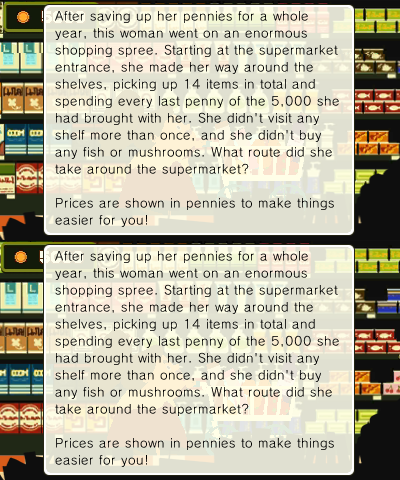 After saving up her pennies for a whole
year, this woman went on an enormous
shopping spree. Starting at the supermarket
entrance, she made her way around the
shelves, picking up 14 items in total and
spending every last penny of the 5,000 she
had brought with her. She didn't visit any
shelf more than once, and she didn't buy
any fish or mushrooms. What route did she
take around the supermarket?
Prices are shown in pennies to make things
easier for you!
After saving up her pennies for a whole
year, this woman went on an enormous
shopping spree. Starting at the supermarket
entrance, she made her way around the
shelves, picking up 14 items in total and
spending every last penny of the 5,000 she
had brought with her. She didn't visit any
shelf more than once, and she didn't buy
any fish or mushrooms. What route did she
take around the supermarket?
Prices are shown in pennies to make things
easier for you!